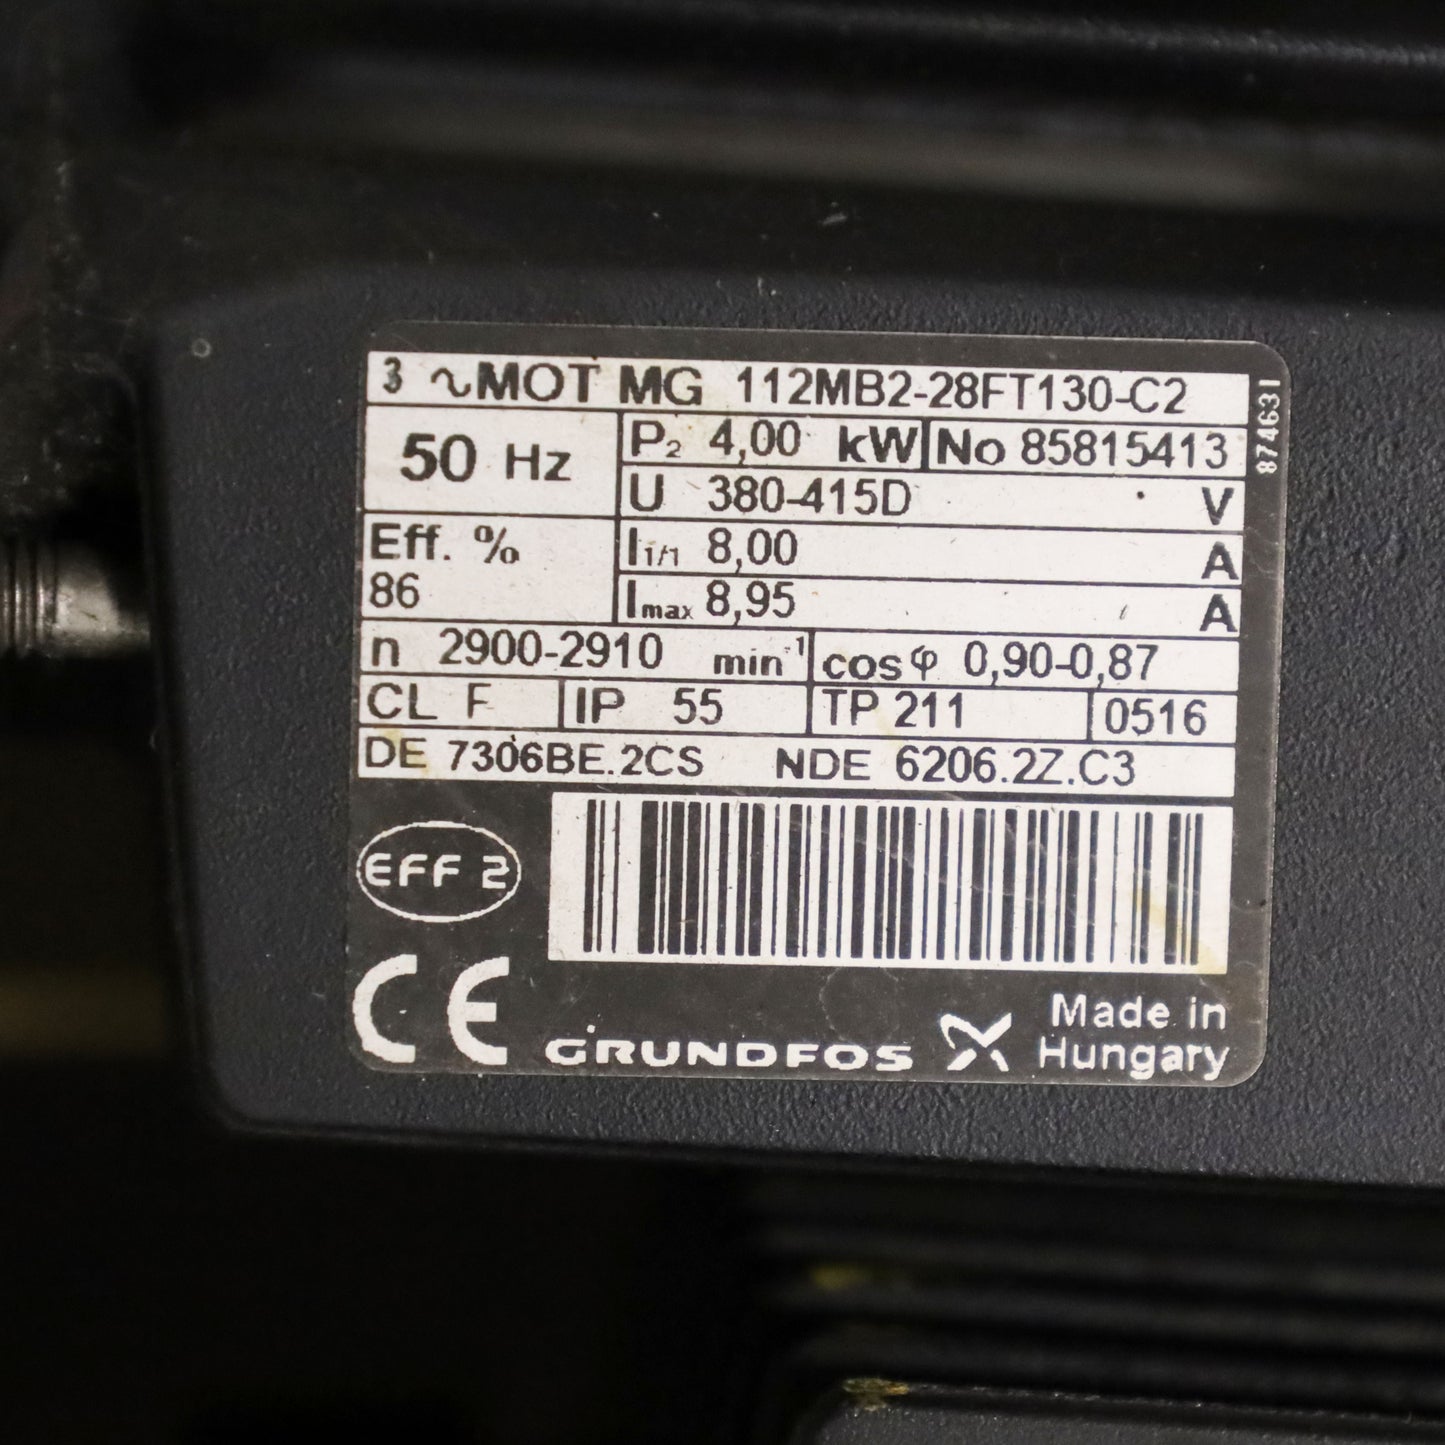 3 ∿MOT MG 112MB2-28FT130-C2
50 Hz
P2 4,00 kW No 85815413
U 380-415D V
Eff. %
86
I1/1 8,00 A
Imax 8,95 A
n 2900-2910 min-1 cos φ 0,90-0,87
CL F IP 55 TP 211 0516
DE 7306BE.2CS NDE 6206.2Z.C3
874631
EFF 2
CE GRUNDFOS
Made in
Hungary